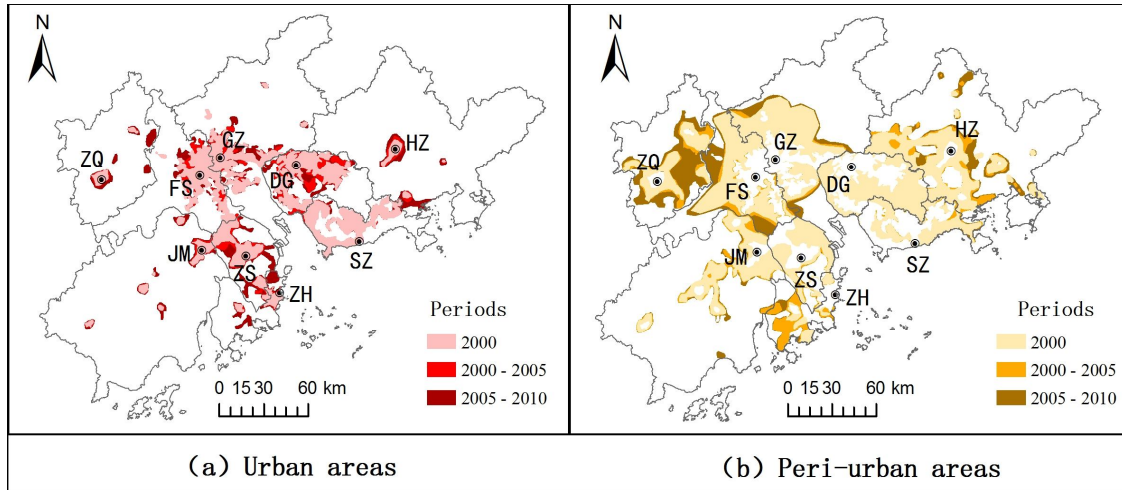 N
GZ
HZ
ZQ
DG
FS
JM
SZ
ZS
ZH
Periods
2000
2000 - 2005
2005 - 2010
0 15 30 60 km
(a) Urban areas
N
HZ
GZ
ZQ
FS
DG
JM
SZ
ZS
ZH
Periods
2000
2000 - 2005
2005 - 2010
0 15 30 60 km
(b) Peri-urban areas